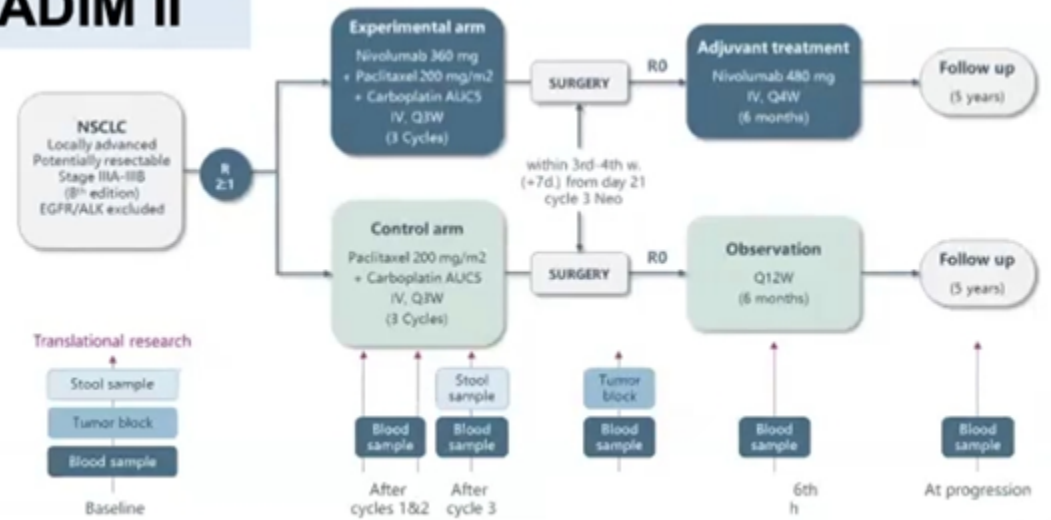 ADIM II
Experimental arm
Nivolumab 360 mg
+ Paclitaxel 200 mg/m2
+ Carboplatin AUC5
IV, Q3W
(3 Cycles)
SURGERY
R0
Adjuvant treatment
Nivolumab 480 mg
IV, Q4W
(6 months)
Follow up
(5 years)
NSCLC
Locally advanced
Potentially resectable
Stage IIIA-IIIB
(8th edition)
EGFR/ALK excluded
R
2:1
within 3rd-4th w.
(+7d.) from day 21
cycle 3 Neo
Control arm
Paclitaxel 200 mg/m2
+ Carboplatin AUC5
IV, Q3W
(3 Cycles)
SURGERY
R0
Observation
Q12W
(6 months)
Follow up
(5 years)
Translational research
Stool sample
Tumor block
Blood sample
Baseline
Blood
sample
After
cycles 1&2
Stool
sample
Blood
sample
After
cycle 3
Tumor
block
Blood
sample
Blood
sample
6th
h
Blood
sample
At progression